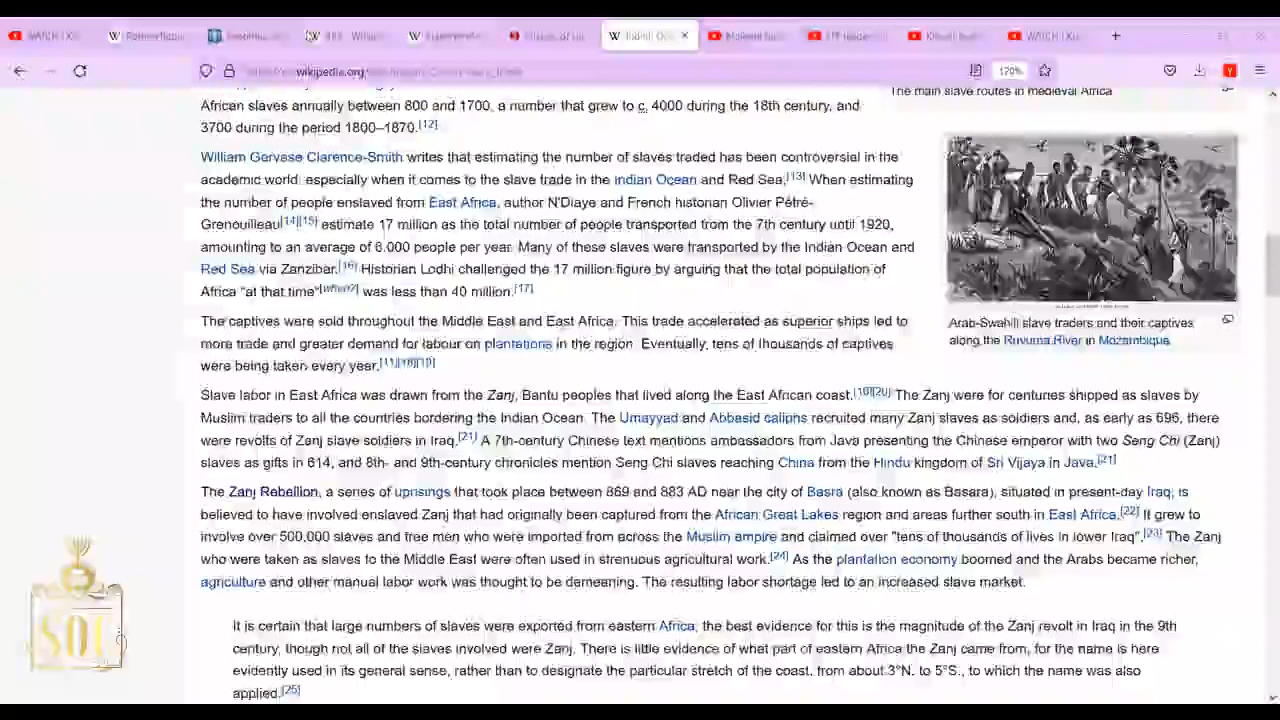 WATCH | Ki
W
W
Indian Oc
WATCH | Ki
wikipedia.org
170%
The main slave routes in medieval Africa
African slaves annually between 800 and 1700, a number that grew to c. 4000 during the 18th century, and
3700 during the period 1800–1870.[12]
William Gervase Clarence-Smith writes that estimating the number of slaves traded has been controversial in the
academic world, especially when it comes to the slave trade in the Indian Ocean and Red Sea.[13] When estimating
the number of people enslaved from East Africa, author N'Diaye and French historian Olivier Pétré-
Grenouilleau[14][15] estimate 17 million as the total number of people transported from the 7th century until 1920,
amounting to an average of 6,000 people per year. Many of these slaves were transported by the Indian Ocean and
Red Sea via Zanzibar.[16] Historian Lodhi challenged the 17 million figure by arguing that the total population of
Africa "at that time"[when?] was less than 40 million.[17]
The captives were sold throughout the Middle East and East Africa. This trade accelerated as superior ships led to
more trade and greater demand for labour on plantations in the region. Eventually, tens of thousands of captives
were being taken every year.[11][18][19]
Arab-Swahili slave traders and their captives
along the Ruvuma River in Mozambique.
Slave labor in East Africa was drawn from the Zanj, Bantu peoples that lived along the East African coast.[19][20] The Zanj were for centuries shipped as slaves by
Muslim traders to all the countries bordering the Indian Ocean. The Umayyad and Abbasid caliphs recruited many Zanj slaves as soldiers and, as early as 696, there
were revolts of Zanj slave soldiers in Iraq.[21] A 7th-century Chinese text mentions ambassadors from Java presenting the Chinese emperor with two Seng Chi (Zanj)
slaves as gifts in 614, and 8th- and 9th-century chronicles mention Seng Chi slaves reaching China from the Hindu kingdom of Sri Vijaya in Java.[21]
The Zanj Rebellion, a series of uprisings that took place between 869 and 883 AD near the city of Basra (also known as Basara), situated in present-day Iraq, is
believed to have involved enslaved Zanj that had originally been captured from the African Great Lakes region and areas further south in East Africa.[22] It grew to
involve over 500,000 slaves and free men who were imported from across the Muslim empire and claimed over "tens of thousands of lives in lower Iraq".[23] The Zanj
who were taken as slaves to the Middle East were often used in strenuous agricultural work.[24] As the plantation economy boomed and the Arabs became richer,
agriculture and other manual labor work was thought to be demeaning. The resulting labor shortage led to an increased slave market.
It is certain that large numbers of slaves were exported from eastern Africa; the best evidence for this is the magnitude of the Zanj revolt in Iraq in the 9th
century, though not all of the slaves involved were Zanj. There is little evidence of what part of eastern Africa the Zanj came from, for the name is here
evidently used in its general sense, rather than to designate the particular stretch of the coast, from about 3°N. to 5°S., to which the name was also
applied.[25]